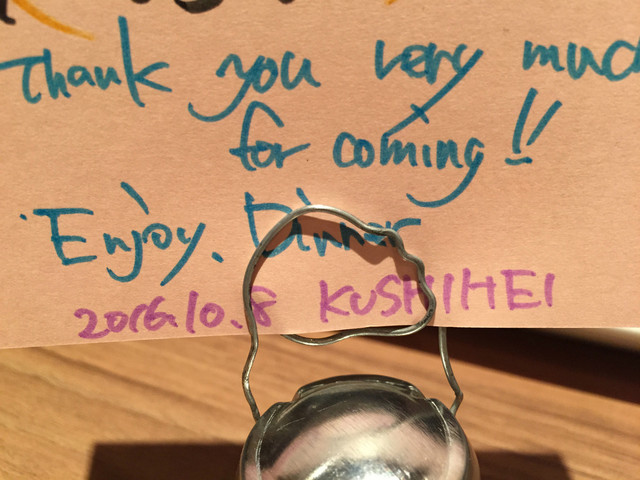 Thank you very much
for coming!!
Enjoy. Dinner
2016.10.8 KUSHIHEI